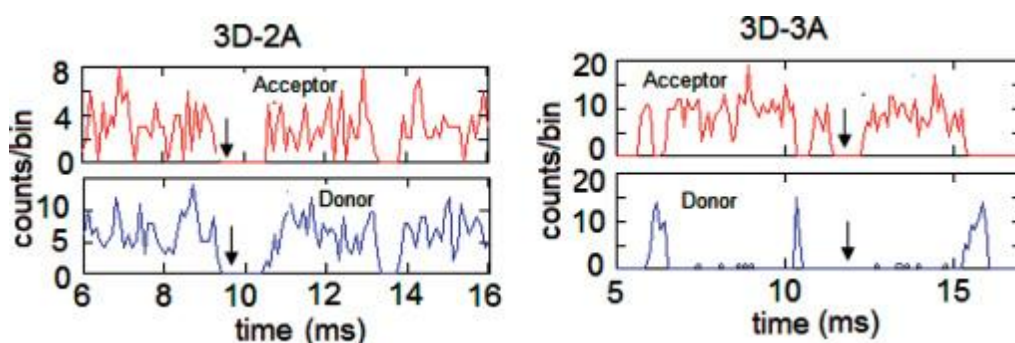 3D-2A
8
4
0
Acceptor
10
5
0
Donor
counts/bin
6 8 10 12 14 16
time (ms)
3D-3A
20
10
0
Acceptor
20
10
0
Donor
counts/bin
5 10 15
time (ms)